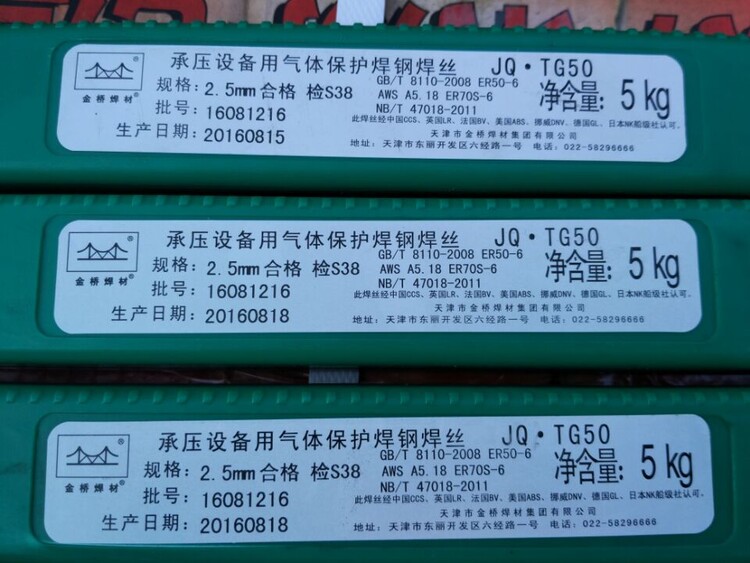 承压设备用气体保护焊钢焊丝 JQ·TG50
规格: 2.5mm 合格 检S38
GB/T 8110-2008 ER50-6
AWS A5.18 ER70S-6
NB/T 47018-2011
净含量: 5 kg
金桥焊材®
批号: 16081216
此焊丝经中国CCS、英国LR、法国BV、美国ABS、挪威DNV、德国GL、日本NK船级社认可。
生产日期: 20160815
天津市金桥焊材集团有限公司
地址: 天津市东丽开发区六经路一号 电话: 022-58296666
承压设备用气体保护焊钢焊丝 JQ·TG50
规格: 2.5mm 合格 检S38
GB/T 8110-2008 ER50-6
AWS A5.18 ER70S-6
NB/T 47018-2011
净含量: 5 kg
金桥焊材®
批号: 16081216
此焊丝经中国CCS、英国LR、法国BV、美国ABS、挪威DNV、德国GL、日本NK船级社认可。
生产日期: 20160818
天津市金桥焊材集团有限公司
地址: 天津市东丽开发区六经路一号 电话: 022-58296666
承压设备用气体保护焊钢焊丝 JQ·TG50
规格: 2.5mm 合格 检S38
GB/T 8110-2008 ER50-6
AWS A5.18 ER70S-6
NB/T 47018-2011
净含量: 5 kg
金桥焊材®
批号: 16081216
此焊丝经中国CCS、英国LR、法国BV、美国ABS、挪威DNV、德国GL、日本NK船级社认可。
生产日期: 20160818
天津市金桥焊材集团有限公司
地址: 天津市东丽开发区六经路一号 电话: 022-58296666